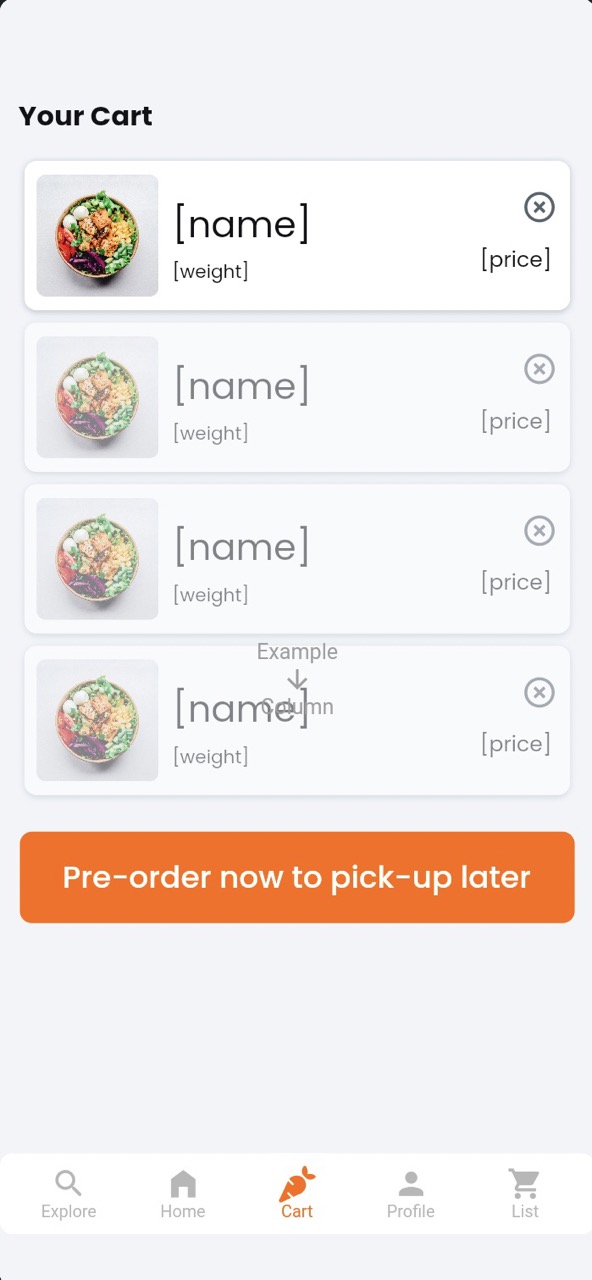 Your Cart
[name]
[weight]
[price]
[name]
[weight]
[price]
[name]
[weight]
[price]
Example
Column
[name]
[weight]
[price]
Pre-order now to pick-up later
Explore
Home
Cart
Profile
List